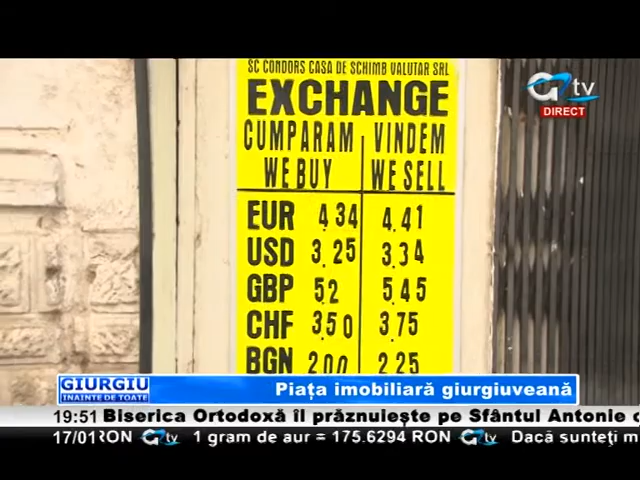 SC CONDORS CASA DE SCHIMB VALUTAR SRL
EXCHANGE
CUMPARAM VINDEM
WE BUY WE SELL
EUR 4.34 4.41
USD 3.25 3.34
GBP 5.2 5.45
CHF 3.50 3.75
BGN 2.00 2.25
G tv
DIRECT
GIURGIU
ÎNAINTE DE TOATE
Piața imobiliară giurgiuveană
19:51 Biserica Ortodoxă îl prăznuiește pe Sfântul Antonie
17/01 RON G tv 1 gram de aur = 175.6294 RON G tv Dacă sunteți